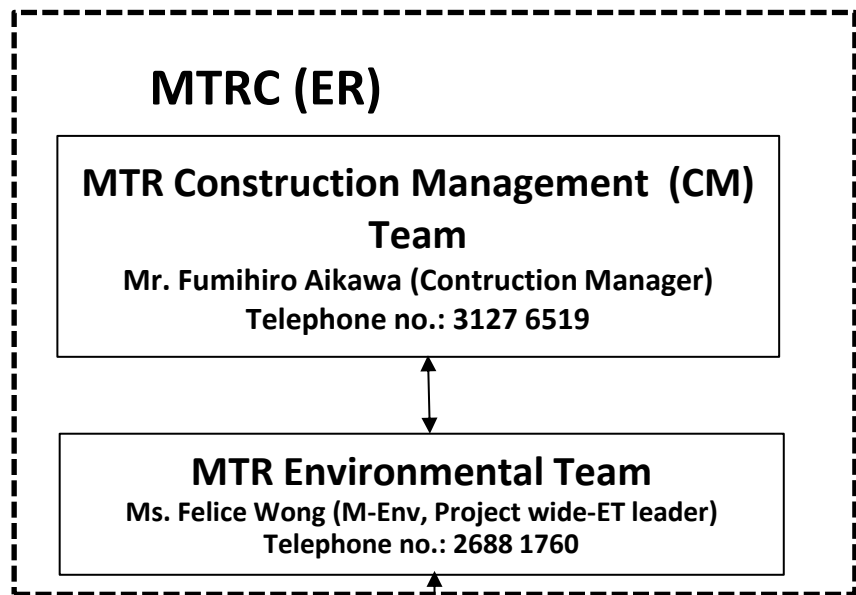 MTRC (ER)
MTR Construction Management (CM)
Team
Mr. Fumihiro Aikawa (Contruction Manager)
Telephone no.: 3127 6519
MTR Environmental Team
Ms. Felice Wong (M-Env, Project wide-ET leader)
Telephone no.: 2688 1760